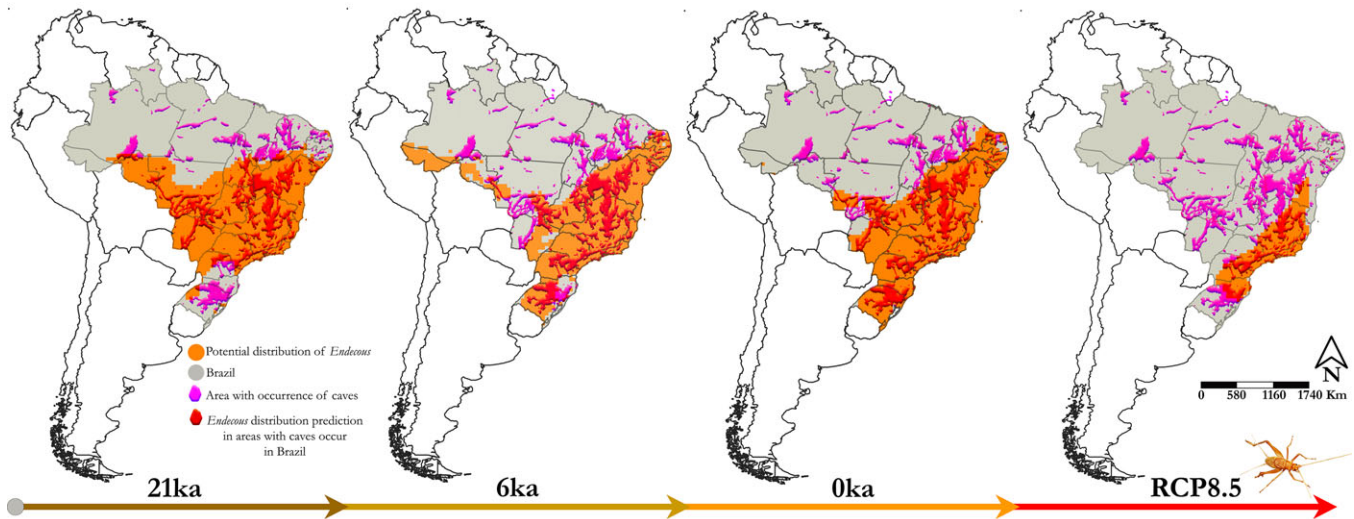 Potential distribution of Endecous
Brazil
Area with occurrence of caves
Endecous distribution prediction
in areas with caves occur
in Brazil
N
0 580 1160 1740 Km
21ka
6ka
0ka
RCP8.5